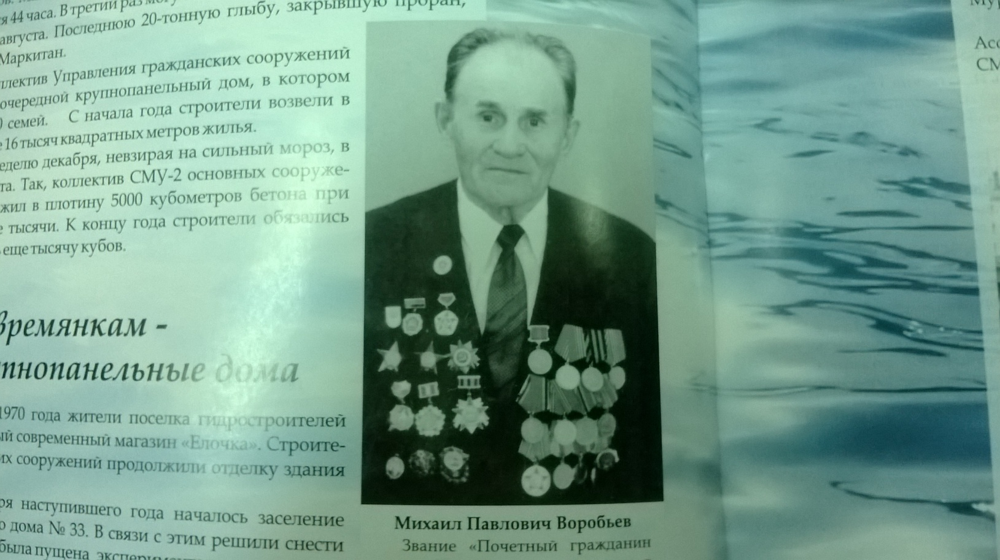 я 44 часа. В третий раз
августа. Последнюю 20-тонную глыбу, закрывшую проран,
Маркитан.
Управления гражданских сооружений
очередной крупнопанельный дом, в котором
семей. С начала года строители возвели в
16 тысяч квадратных метров жилья.
декабря, невзирая на сильный мороз, в
та. Так, коллектив СМУ-2 основных сооруже-
жил в плотину 5000 кубометров бетона при
тысячи. К концу года строители обязались
еще тысячу кубов.
Времянкам -
пнопанельные дома
1970 года жители поселка гидростроителей
ый современный магазин «Елочка». Строите-
их сооружений продолжили отделку здания
ря наступившего года началось заселение
о дома № 33. В связи с этим решили снести
была пущена
Михаил Павлович Воробьев
Звание «Почетный гражданин
Асс
СМ